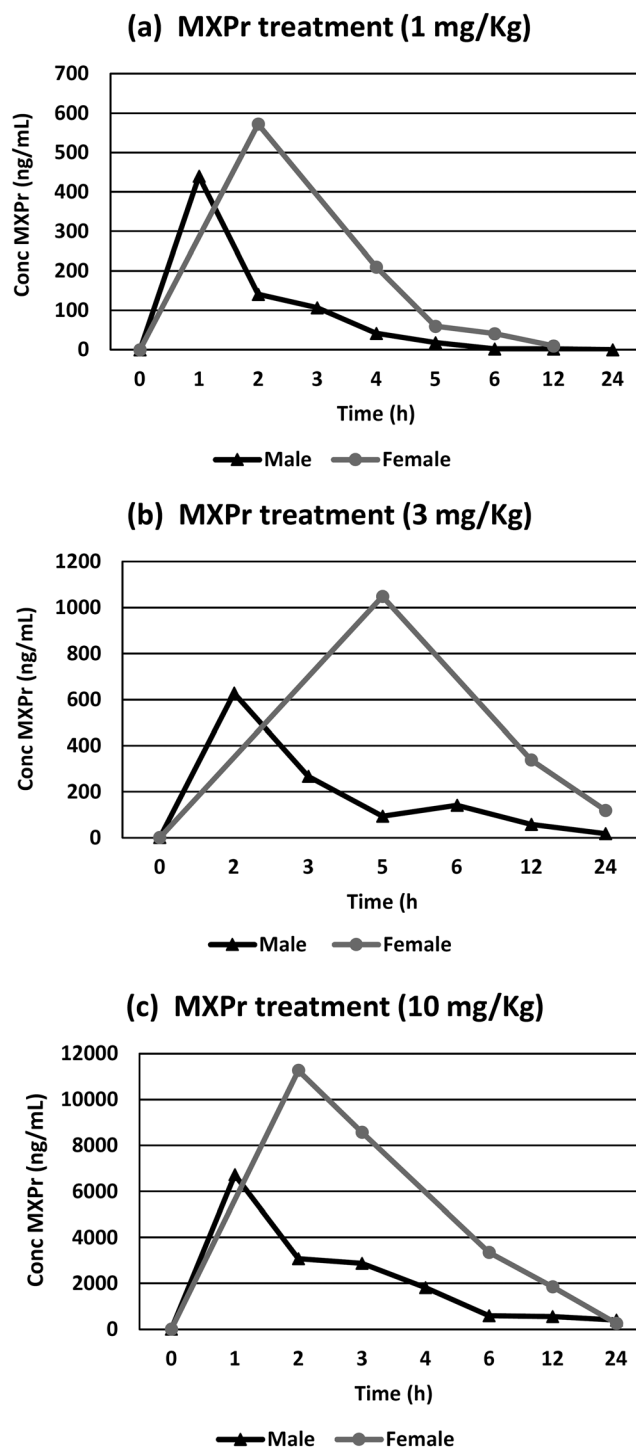 (a) MXPr treatment (1 mg/Kg)
700
600
500
400
300
200
100
0
Conc MXPr (ng/mL)
0 1 2 3 4 5 6 12 24
Time (h)
Male Female
(b) MXPr treatment (3 mg/Kg)
1200
1000
800
600
400
200
0
Conc MXPr (ng/mL)
0 2 3 5 6 12 24
Time (h
Male Female
(c) MXPr treatment (10 mg/Kg)
12000
10000
8000
6000
4000
2000
0
Conc MXPr (ng/mL)
0 1 2 3 4 6 12 24
Time (h)
Male Female